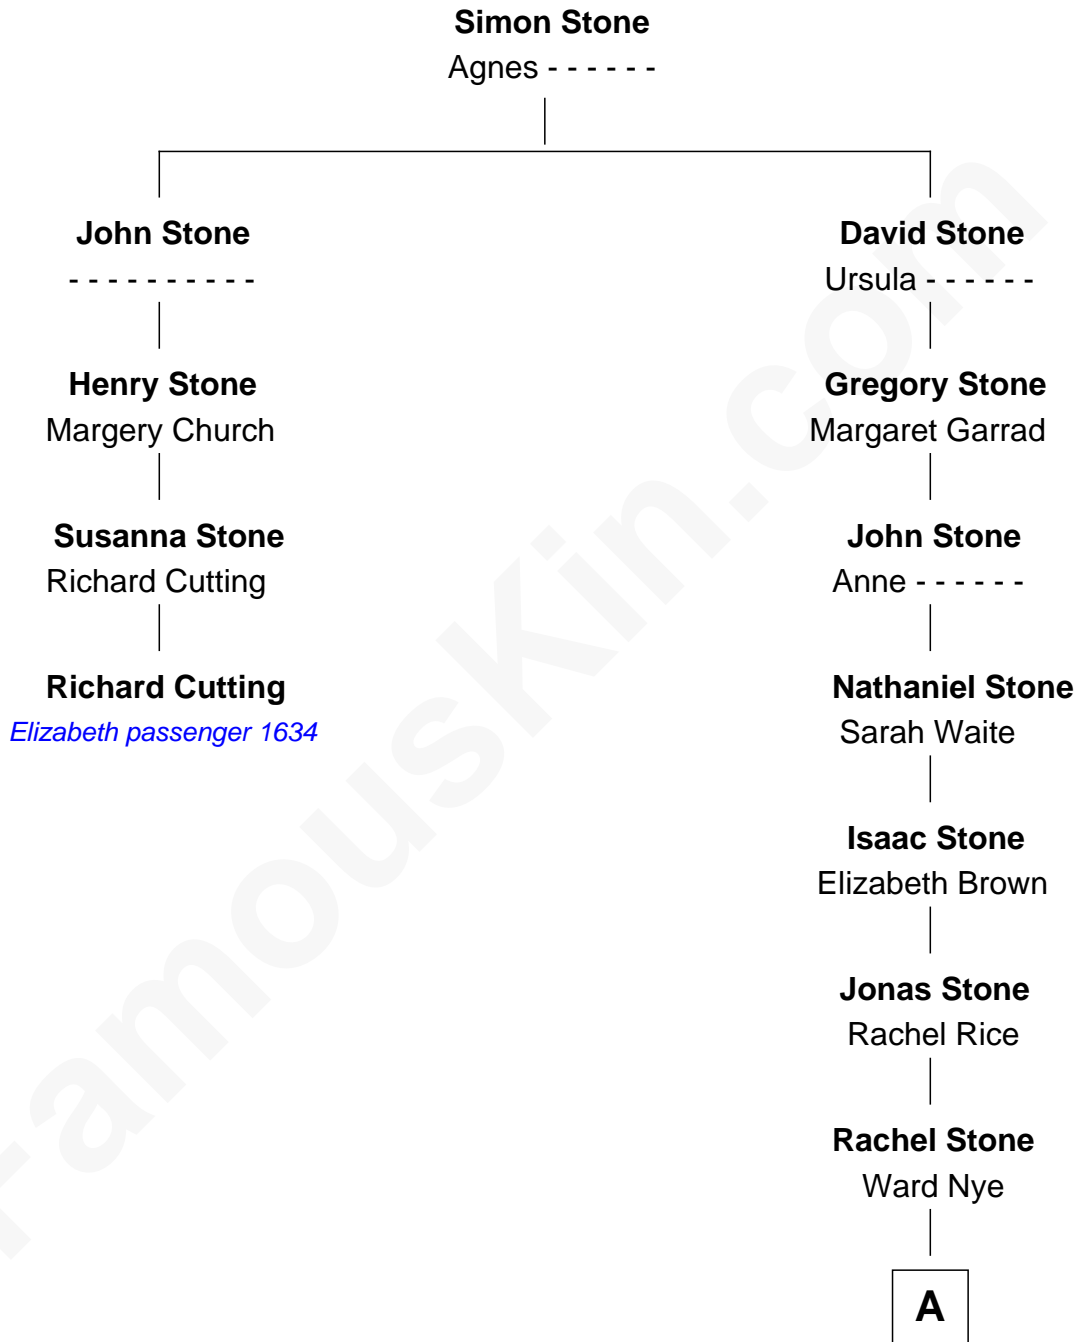 Simon Stone
Agnes - - - - - -
John Stone
- - - - - - - - - -
Henry Stone
Margery Church
Susanna Stone
Richard Cutting
Richard Cutting
Elizabeth passenger 1634
David Stone
Ursula - - - - - -
Gregory Stone
Margaret Garrad
John Stone
Anne - - - - - -
Nathaniel Stone
Sarah Waite
Isaac Stone
Elizabeth Brown
Jonas Stone
Rachel Rice
Rachel Stone
Ward Nye
A
FamousKin.com